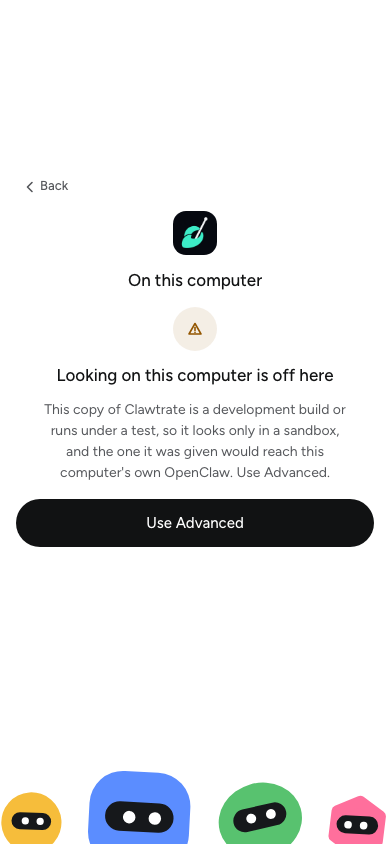 Back
On this computer
Looking on this computer is off here
This copy of Clawtrate is a development build or
runs under a test, so it looks only in a sandbox,
and the one it was given would reach this
computer's own OpenClaw. Use Advanced.
Use Advanced